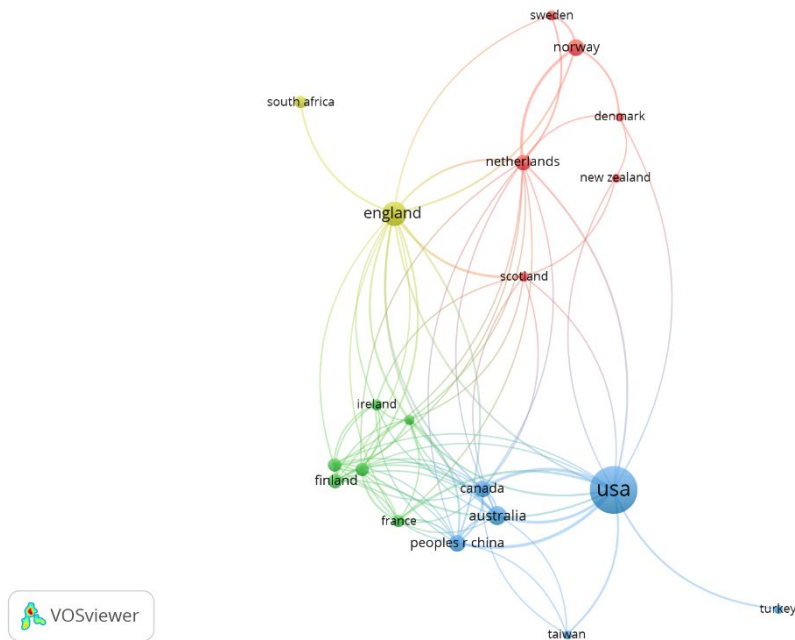 sweden
norway
south africa
denmark
netherlands
new zealand
england
scotland
ireland
finland
canada
usa
australia
france
peoples r china
turkey
VOSviewer
taiwan